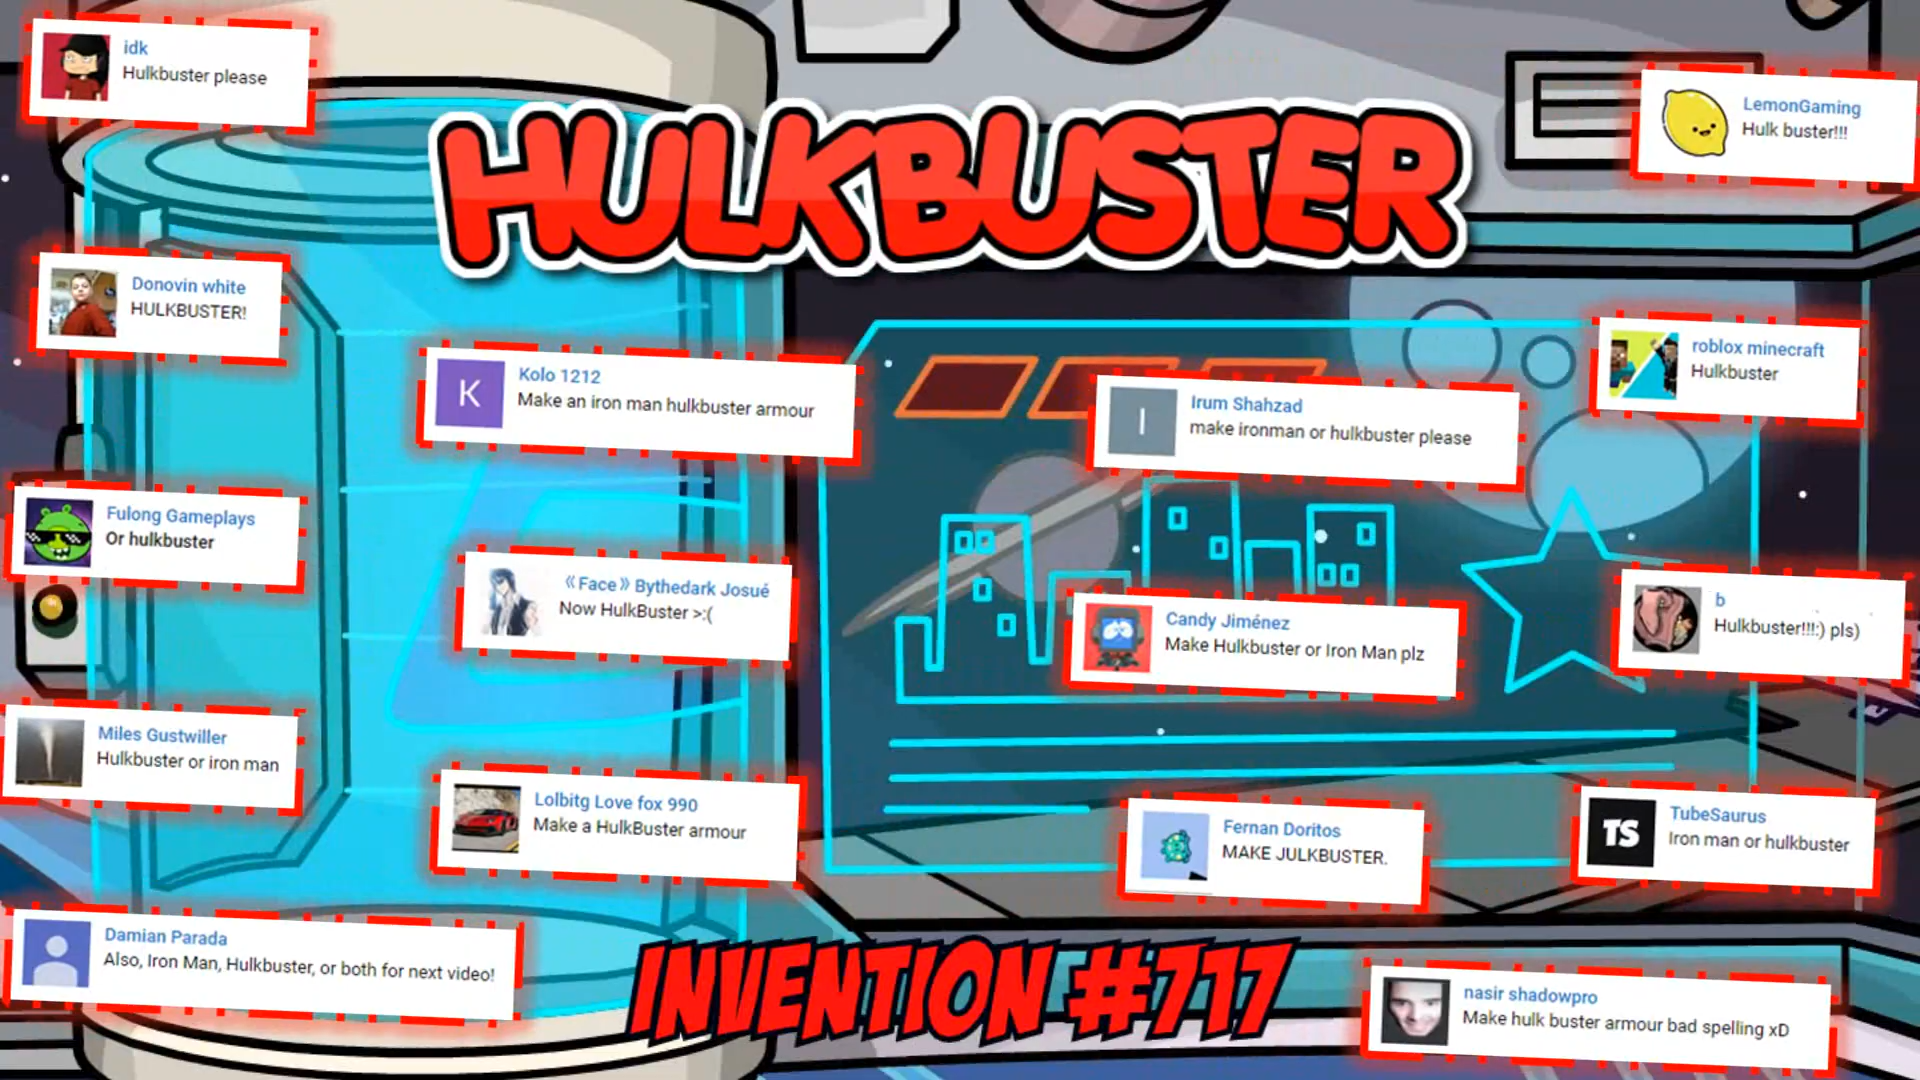 idk
Hulkbuster please
HULKBUSTER
LemonGaming
Hulk buster!!!
Donovin white
HULKBUSTER!
K
Kolo 1212
Make an iron man hulkbuster armour
I
Irum Shahzad
make ironman or hulkbuster please
roblox minecraft
Hulkbuster
Fulong Gameplays
Or hulkbuster
《Face》Bythedark Josué
Now HulkBuster >:(
Candy Jiménez
Make Hulkbuster or Iron Man plz
b
Hulkbuster!!!:) pls)
Miles Gustwiller
Hulkbuster or iron man
Lolbitg Love fox 990
Make a HulkBuster armour
Fernan Doritos
MAKE JULKBUSTER.
TS
TubeSaurus
Iron man or hulkbuster
Damian Parada
Also, Iron Man, Hulkbuster, or both for next video!
INVENTION #717
nasir shadowpro
Make hulk buster armour bad spelling xD